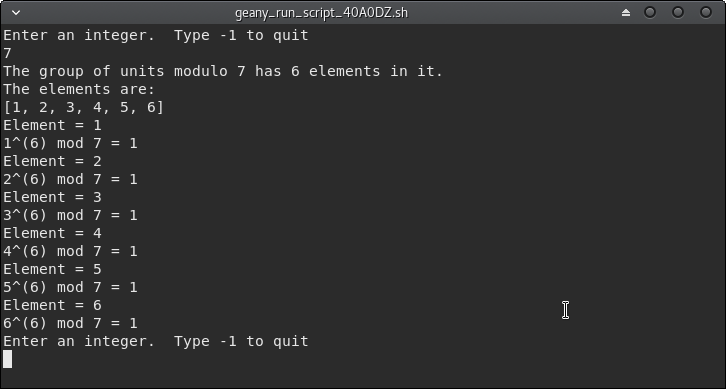 geany_run_script_40A0DZ.sh
Enter an integer.  Type -1 to quit
7
The group of units modulo 7 has 6 elements in it.
The elements are:
[1, 2, 3, 4, 5, 6]
Element = 1
1^(6) mod 7 = 1
Element = 2
2^(6) mod 7 = 1
Element = 3
3^(6) mod 7 = 1
Element = 4
4^(6) mod 7 = 1
Element = 5
5^(6) mod 7 = 1
Element = 6
6^(6) mod 7 = 1
Enter an integer.  Type -1 to quit